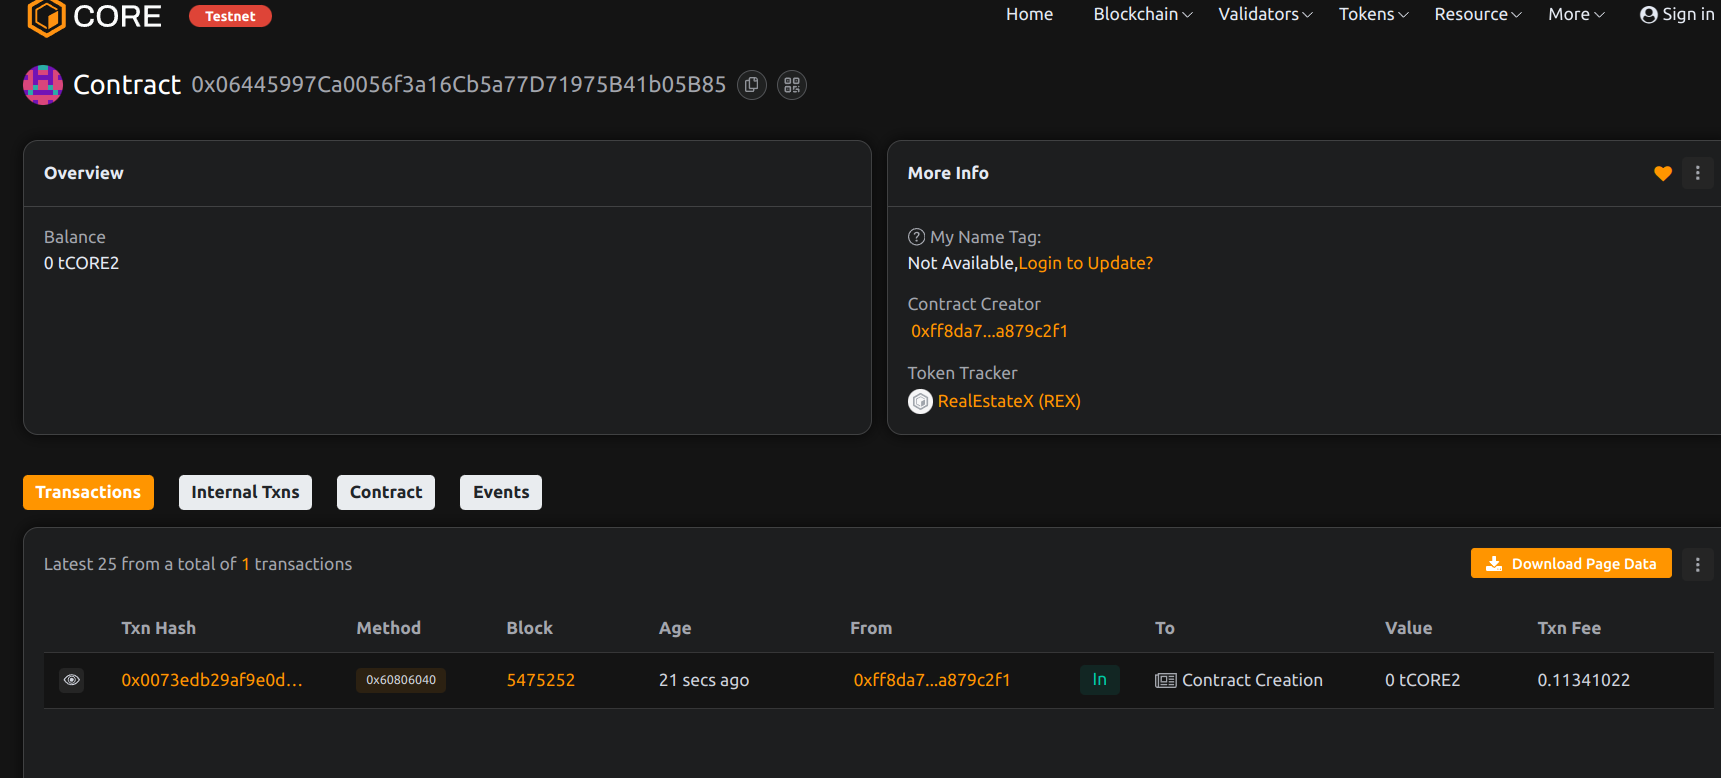 CORE Testnet Home Blockchain Validators Tokens Resource More Sign in
Contract 0x06445997Ca0056f3a16Cb5a77D71975B41b05B85
Overview
Balance
0 tCORE2
More Info
My Name Tag:
Not Available,Login to Update?
Contract Creator
0xff8da7...a879c2f1
Token Tracker
RealEstateX (REX)
Transactions Internal Txns Contract Events
Latest 25 from a total of 1 transactions Download Page Data
Txn Hash Method Block Age From To Value Txn Fee
0x0073edb29af9e0d... 0x60806040 5475252 21 secs ago 0xff8da7...a879c2f1 In Contract Creation 0 tCORE2 0.11341022